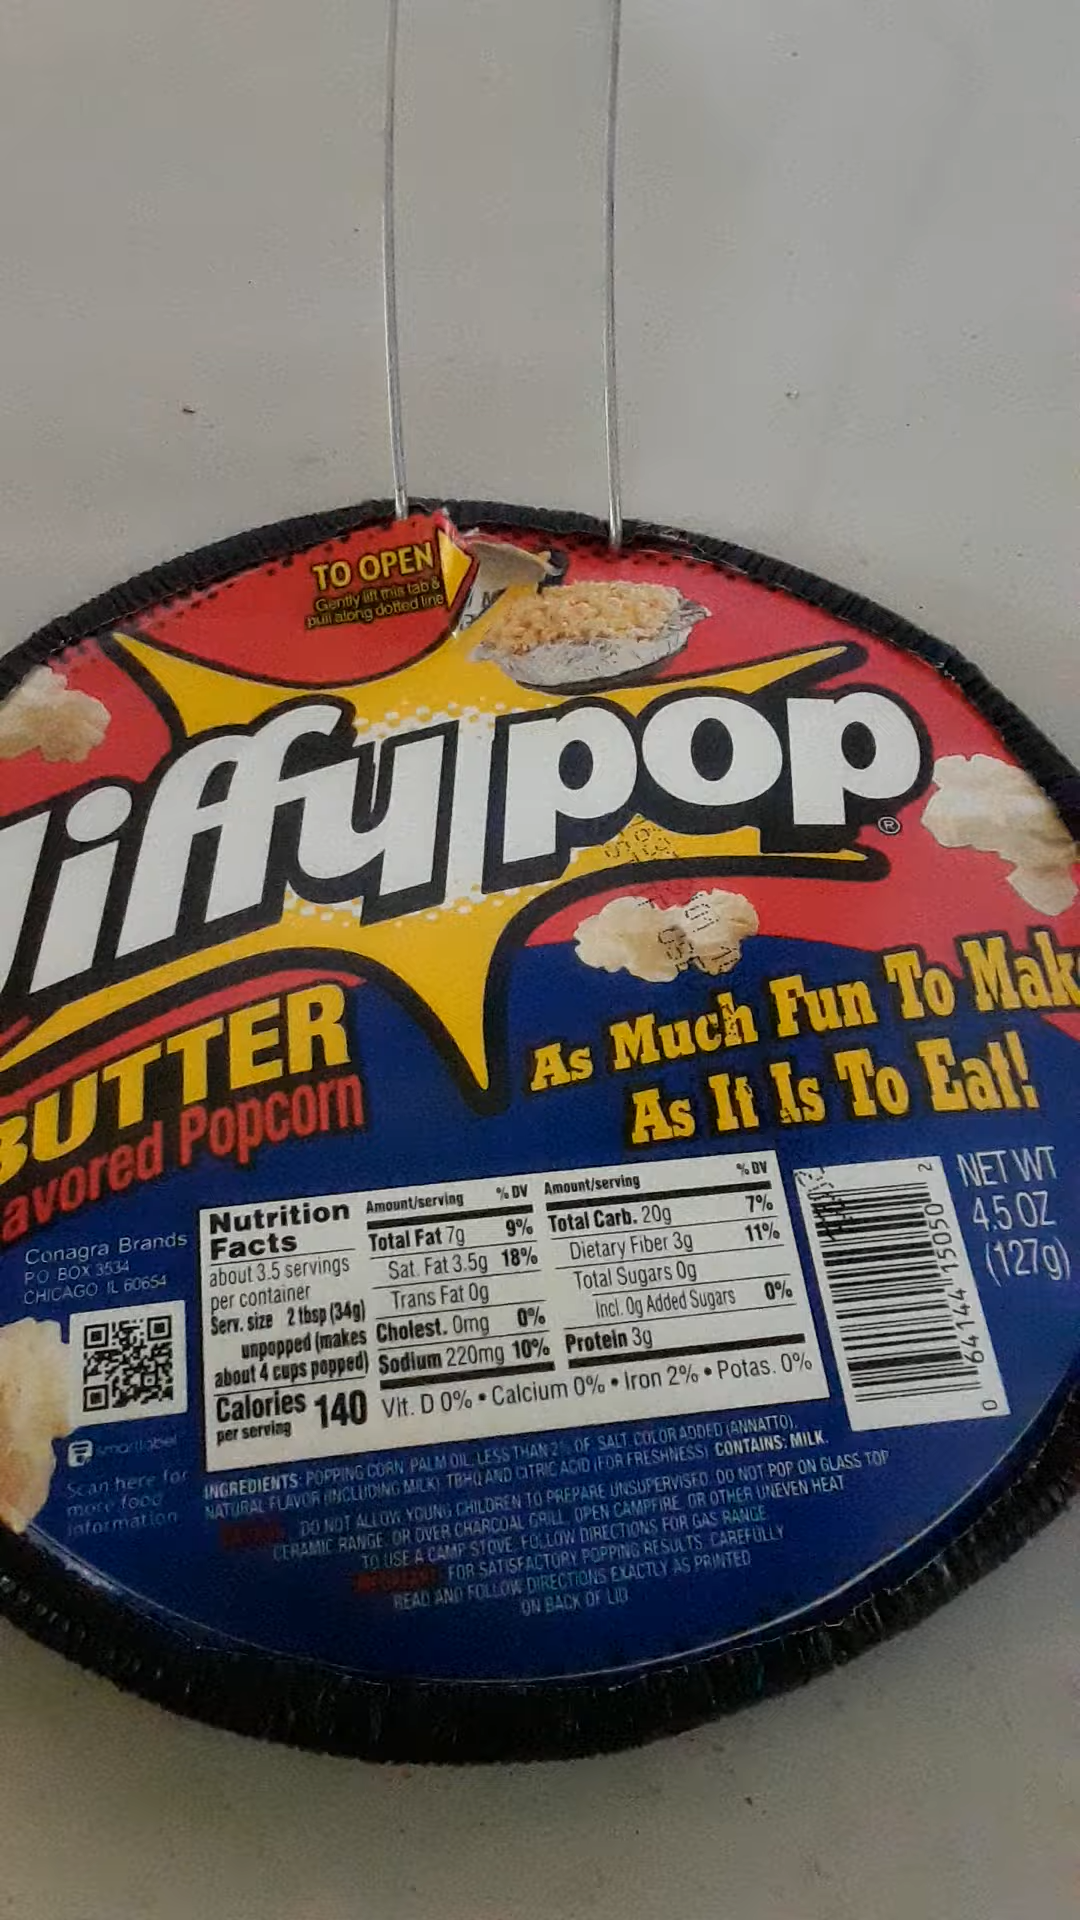 TO OPEN
Gently lift this tab &
pull along dotted line
Jiffy pop®
BUTTER
avored Popcorn
As Much Fun To Mak
As It Is To Eat!
Conagra Brands
PO BOX 3534
CHICAGO IL 60654
smartlabel
Scan here for
more food
information
Nutrition
Facts
about 3.5 servings
per container
Serv. size 2 tbsp (34g)
unpopped (makes
about 4 cups popped)
Calories 140
per serving
Amount/serving % DV
Total Fat 7g 9%
Sat. Fat 3.5g 18%
Trans Fat 0g
Cholest. 0mg 0%
Sodium 220mg 10%
Amount/serving % DV
Total Carb. 20g 7%
Dietary Fiber 3g 11%
Total Sugars 0g
Incl. 0g Added Sugars 0%
Protein 3g
Vit. D 0% • Calcium 0% • Iron 2% • Potas. 0%
0 64144 15050 2
NET WT
4.5 OZ
(127g)
INGREDIENTS: POPPING CORN, PALM OIL, LESS THAN 2% OF: SALT, COLOR ADDED (ANNATTO),
NATURAL FLAVOR (INCLUDING MILK), TBHQ AND CITRIC ACID (FOR FRESHNESS). CONTAINS: MILK.
DO NOT ALLOW YOUNG CHILDREN TO PREPARE UNSUPERVISED. DO NOT POP ON GLASS TOP
CERAMIC RANGE, OR OVER CHARCOAL GRILL, OPEN CAMPFIRE, OR OTHER UNEVEN HEAT
TO USE A CAMP STOVE, FOLLOW DIRECTIONS FOR GAS RANGE
FOR SATISFACTORY POPPING RESULTS, CAREFULLY
READ AND FOLLOW DIRECTIONS EXACTLY AS PRINTED
ON BACK OF LID